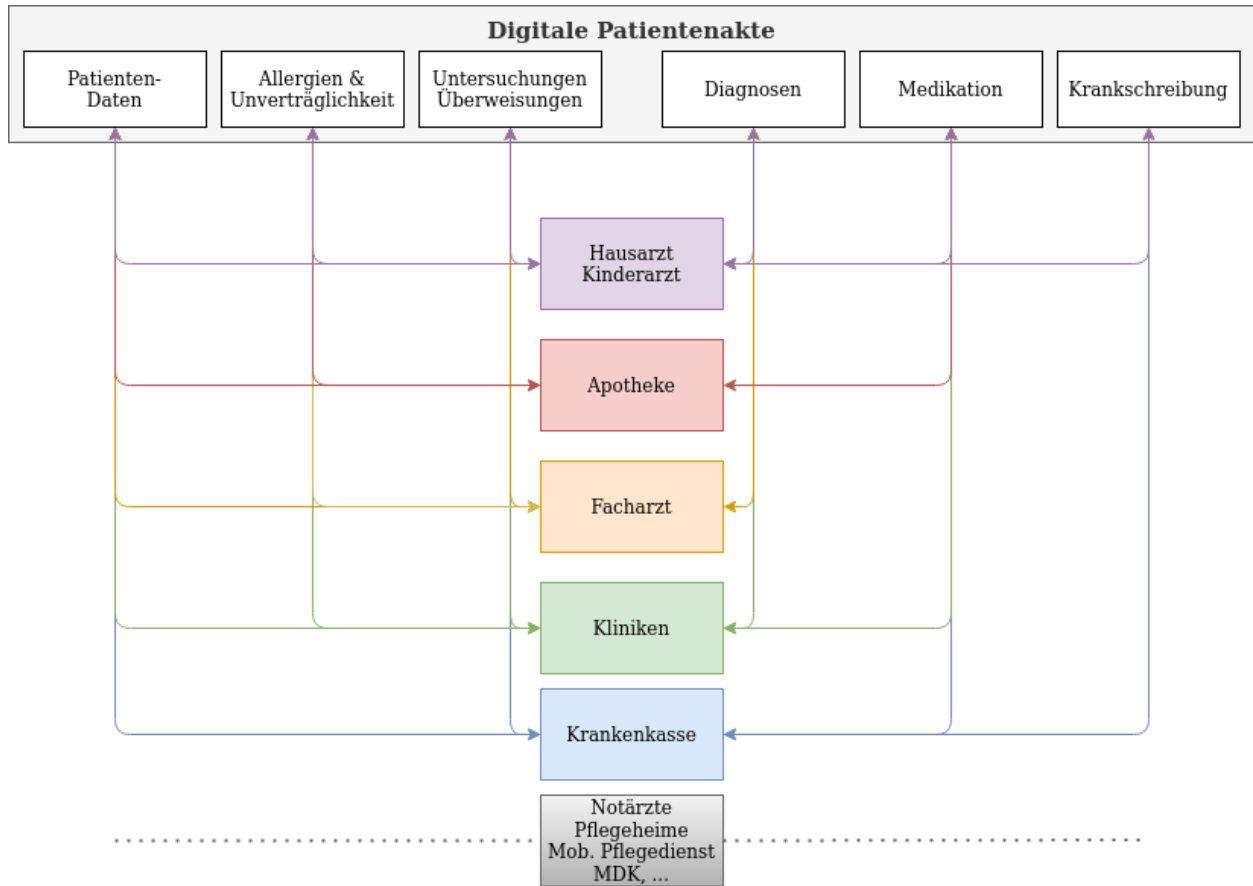 Digitale Patientenakte
Patienten-
Daten
Allergien &
Unverträglichkeit
Untersuchungen
Überweisungen
Diagnosen
Medikation
Krankschreibung
Hausarzt
Kinderarzt
Apotheke
Facharzt
Kliniken
Krankenkasse
Notärzte
Pflegeheime
Mob. Pflegedienst
MDK, ...